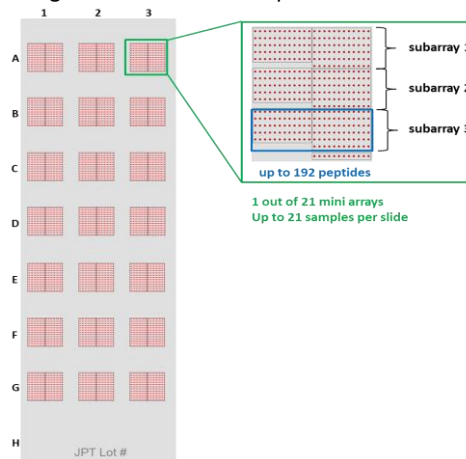 1 2 3
A
B
C
D
E
F
G
H
JPT Lot #
subarray 1
subarray 2
subarray 3
up to 192 peptides
1 out of 21 mini arrays
Up to 21 samples per slide